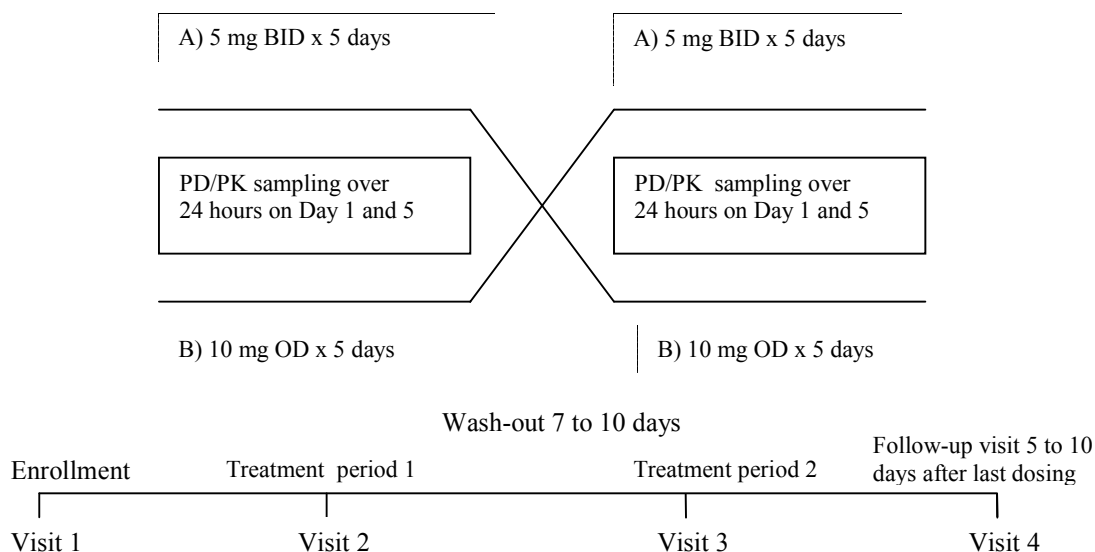 A) 5 mg BID x 5 days
A) 5 mg BID x 5 days
PD/PK sampling over
24 hours on Day 1 and 5
PD/PK sampling over
24 hours on Day 1 and 5
B) 10 mg OD x 5 days
B) 10 mg OD x 5 days
Wash-out 7 to 10 days
Enrollment
Treatment period 1
Treatment period 2
Follow-up visit 5 to 10
days after last dosing
Visit 1
Visit 2
Visit 3
Visit 4